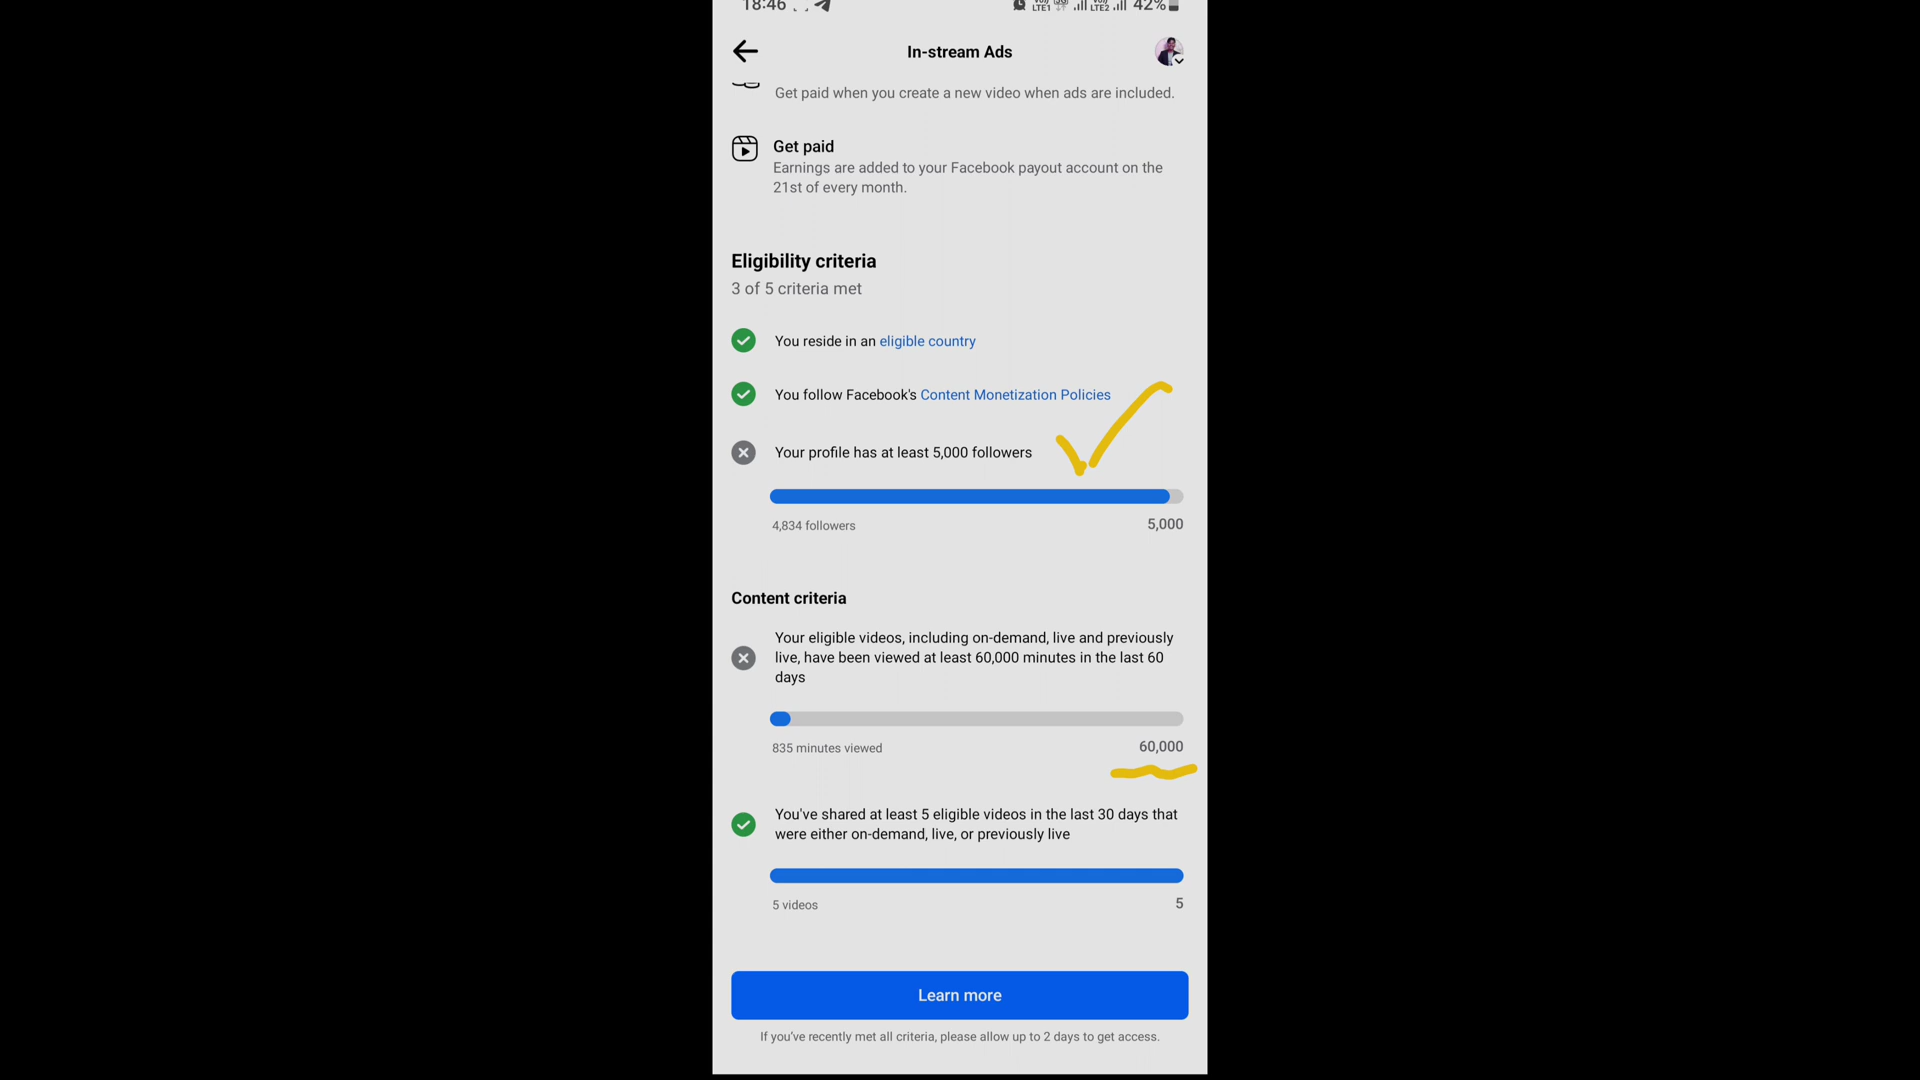 18:46
LTE1 LTE2 42%
In-stream Ads
Get paid when you create a new video when ads are included.
Get paid
Earnings are added to your Facebook payout account on the
21st of every month.
Eligibility criteria
3 of 5 criteria met
You reside in an eligible country
You follow Facebook's Content Monetization Policies
Your profile has at least 5,000 followers
4,834 followers 5,000
Content criteria
Your eligible videos, including on-demand, live and previously
live, have been viewed at least 60,000 minutes in the last 60
days
835 minutes viewed 60,000
You've shared at least 5 eligible videos in the last 30 days that
were either on-demand, live, or previously live
5 videos 5
Learn more
If you've recently met all criteria, please allow up to 2 days to get access.